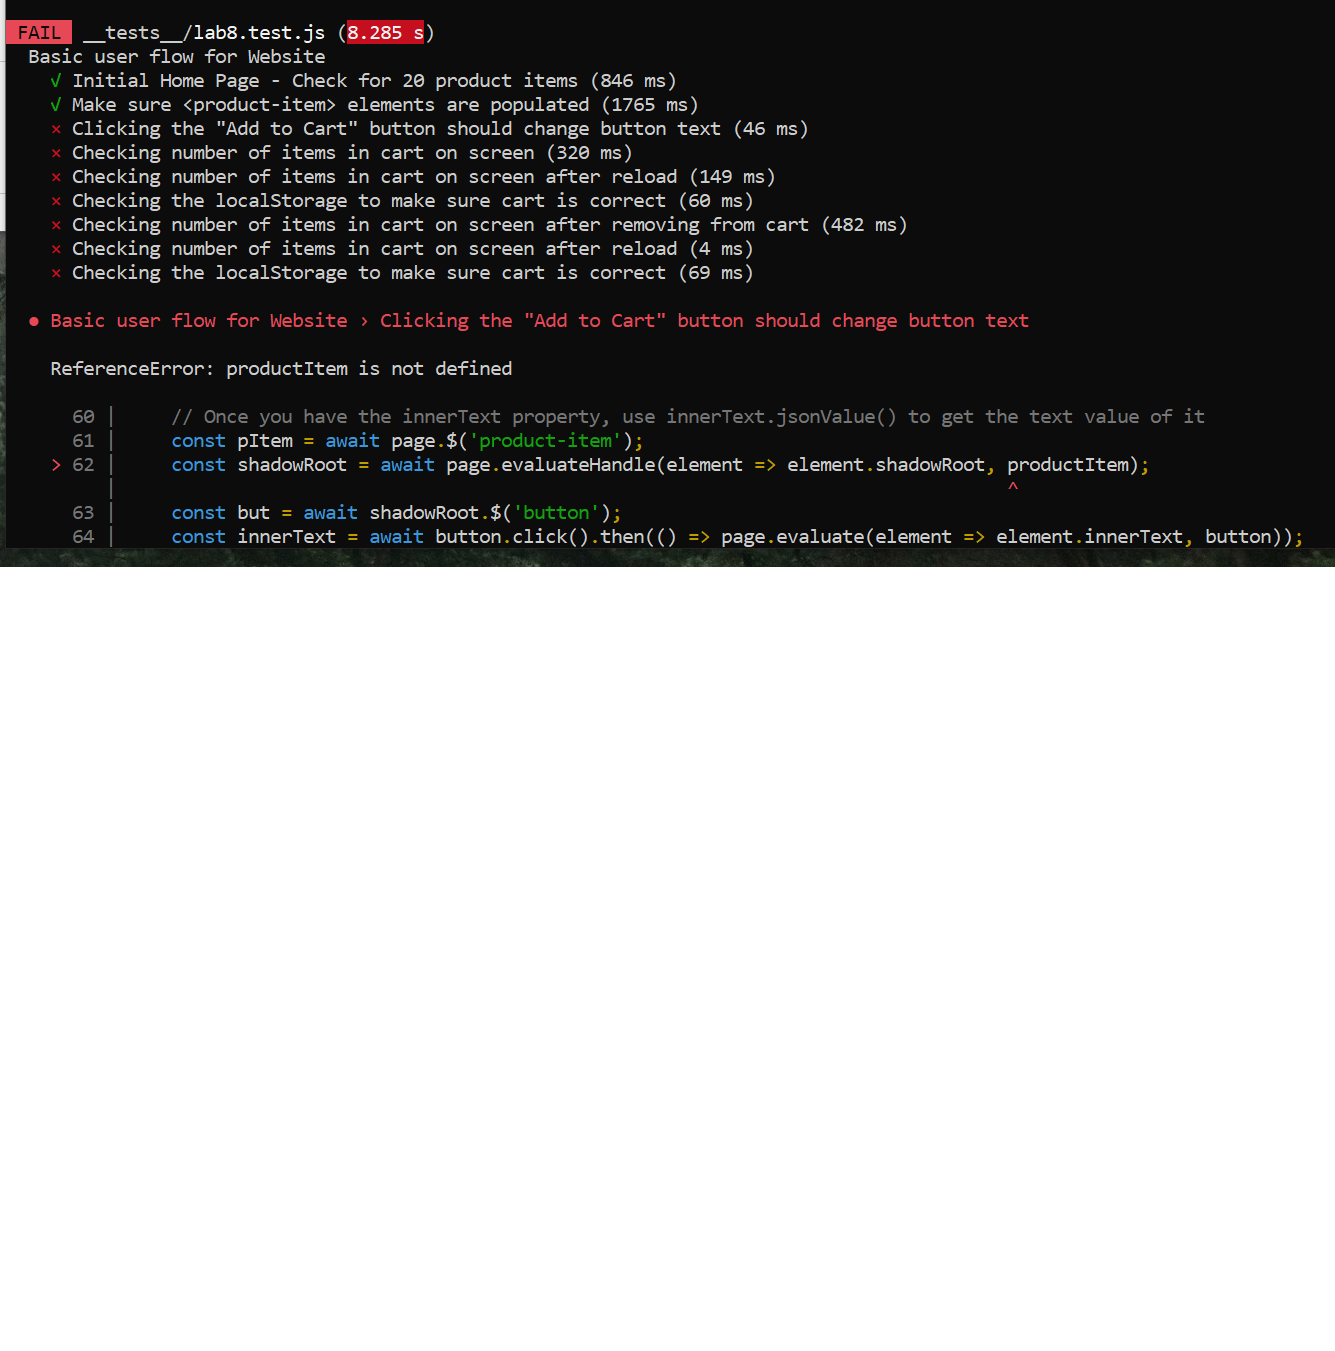 FAIL __tests__/lab8.test.js (8.285 s)
Basic user flow for Website
√ Initial Home Page - Check for 20 product items (846 ms)
√ Make sure <product-item> elements are populated (1765 ms)
× Clicking the "Add to Cart" button should change button text (46 ms)
× Checking number of items in cart on screen (320 ms)
× Checking number of items in cart on screen after reload (149 ms)
× Checking the localStorage to make sure cart is correct (60 ms)
× Checking number of items in cart on screen after removing from cart (482 ms)
× Checking number of items in cart on screen after reload (4 ms)
× Checking the localStorage to make sure cart is correct (69 ms)
● Basic user flow for Website › Clicking the "Add to Cart" button should change button text
ReferenceError: productItem is not defined
60 | // Once you have the innerText property, use innerText.jsonValue() to get the text value of it
61 | const pItem = await page.$('product-item');
> 62 | const shadowRoot = await page.evaluateHandle(element => element.shadowRoot, productItem);
| ^
63 | const but = await shadowRoot.$('button');
64 | const innerText = await button.click().then(() => page.evaluate(element => element.innerText, button));